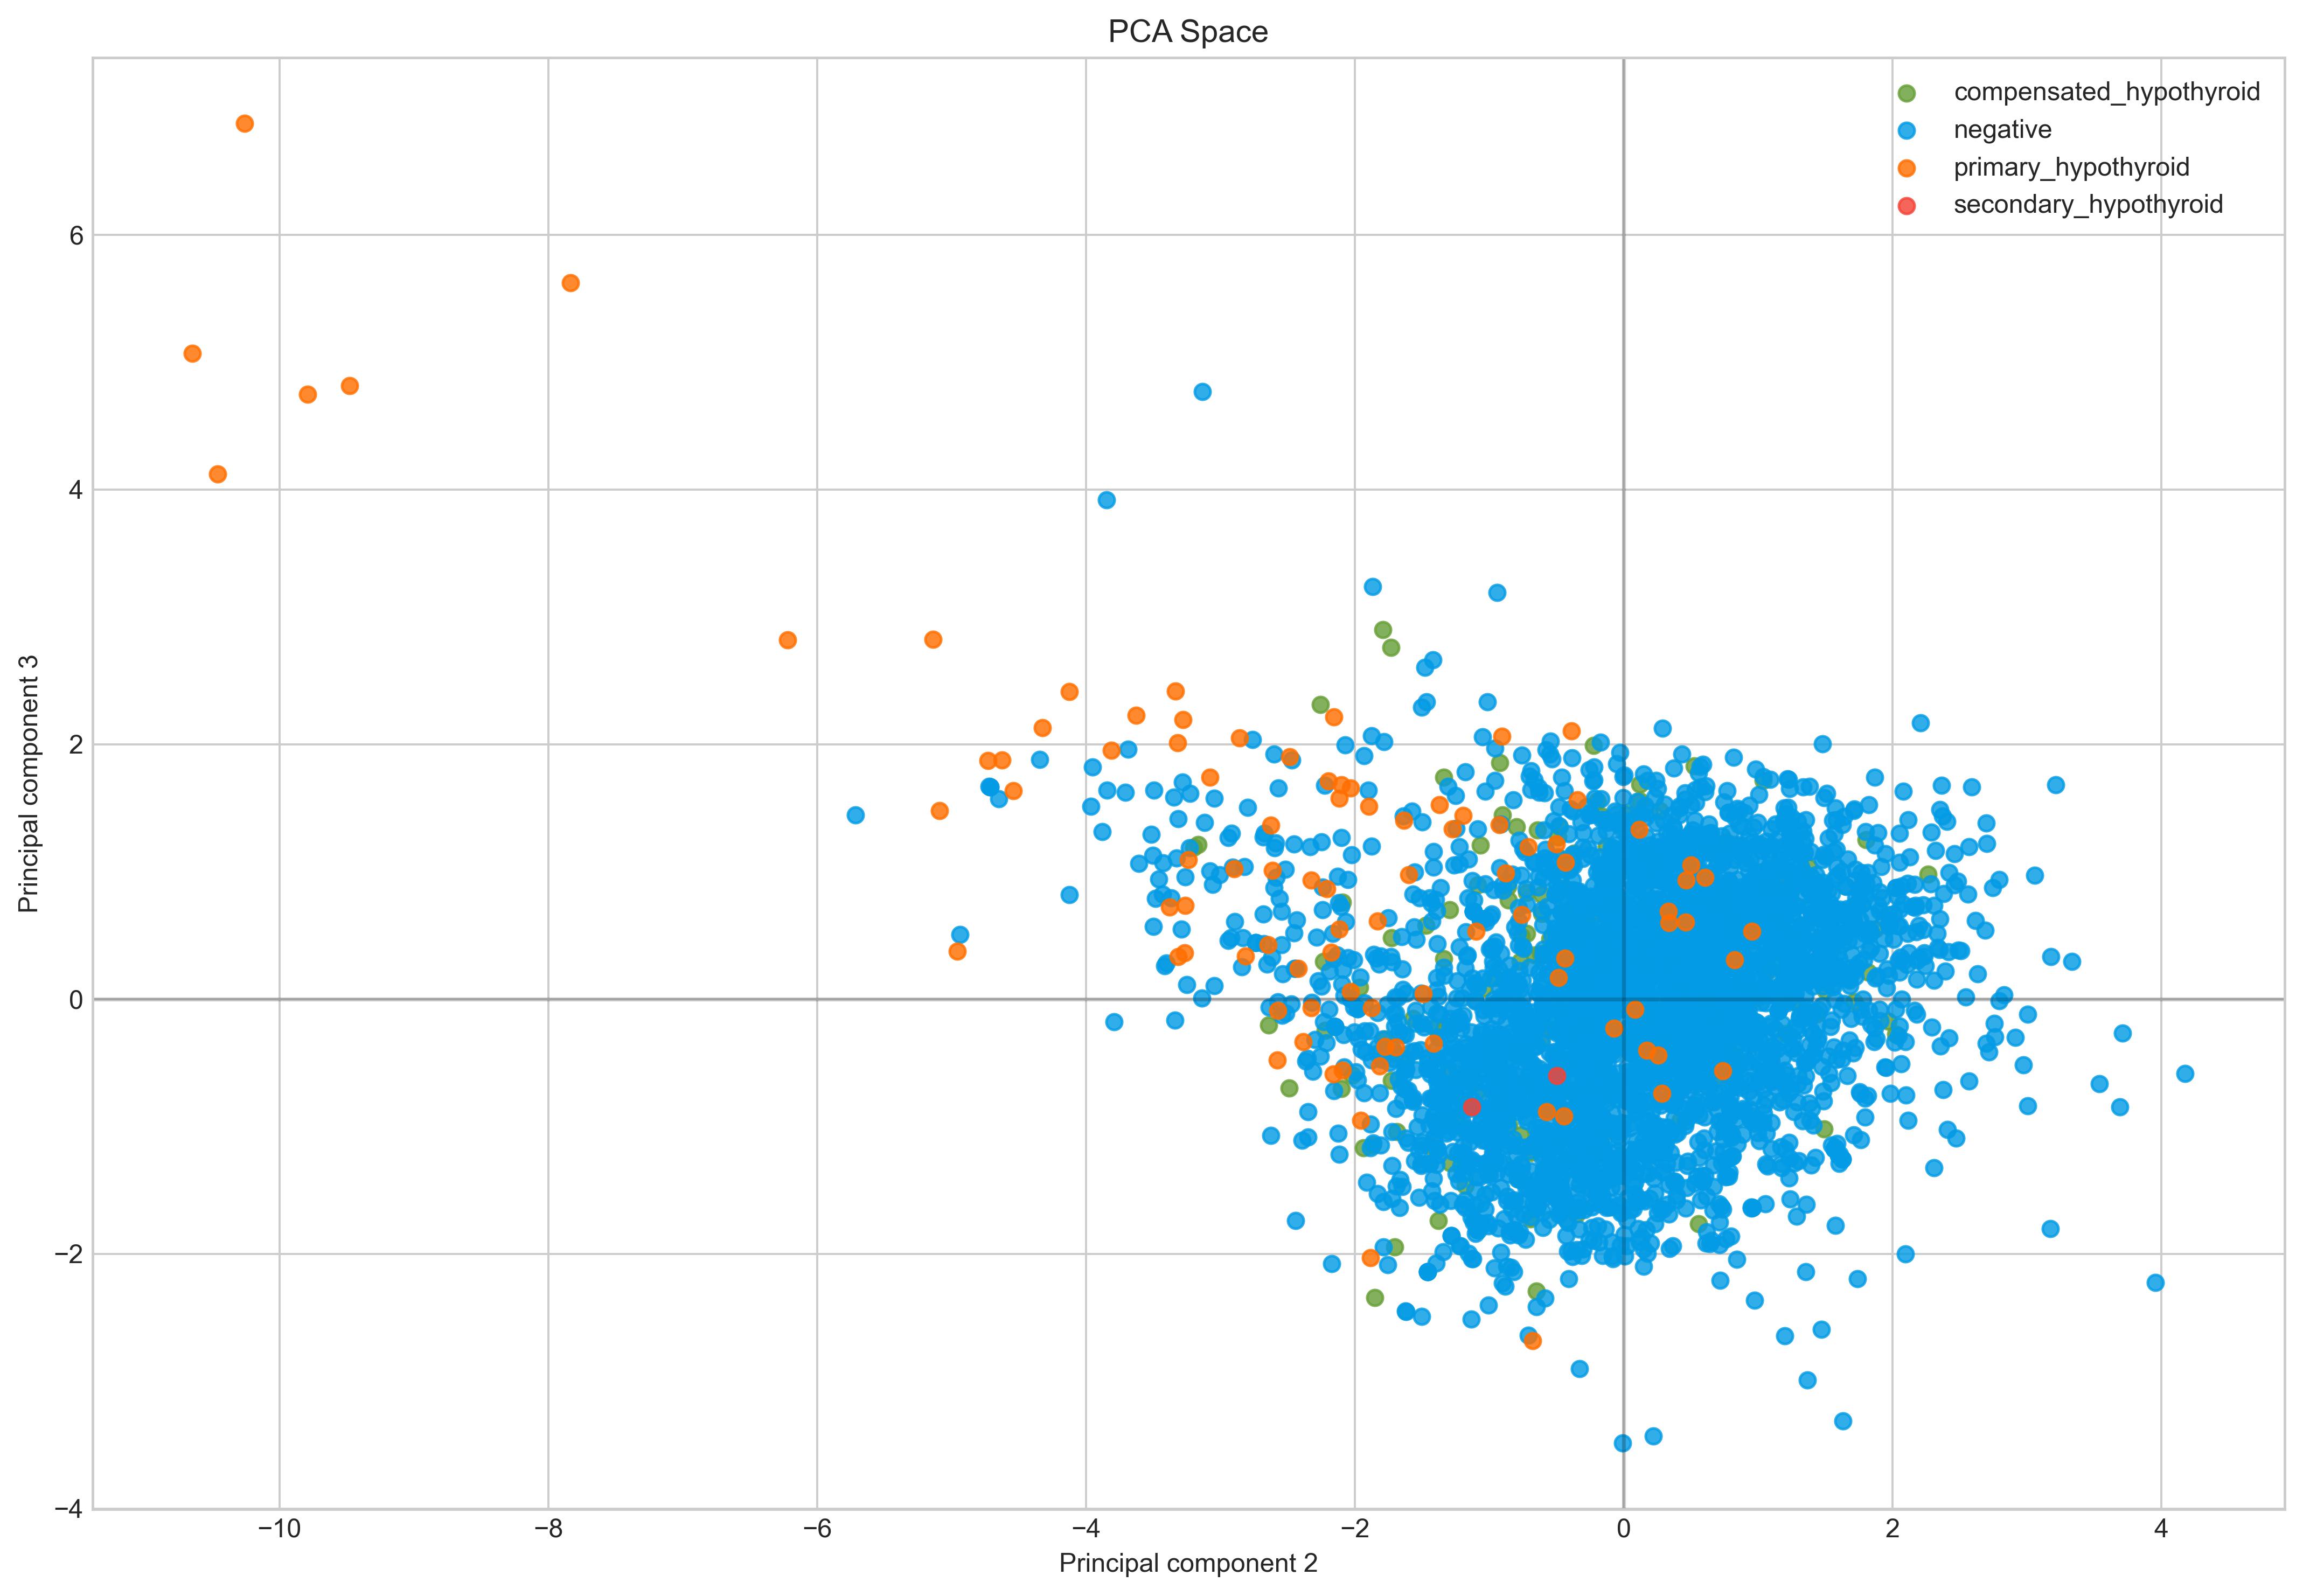 PCA Space
compensated_hypothyroid
negative
primary_hypothyroid
secondary_hypothyroid
Principal component 3
6
4
2
0
−2
−4
−10
−8
−6
−4
−2
0
2
4
Principal component 2